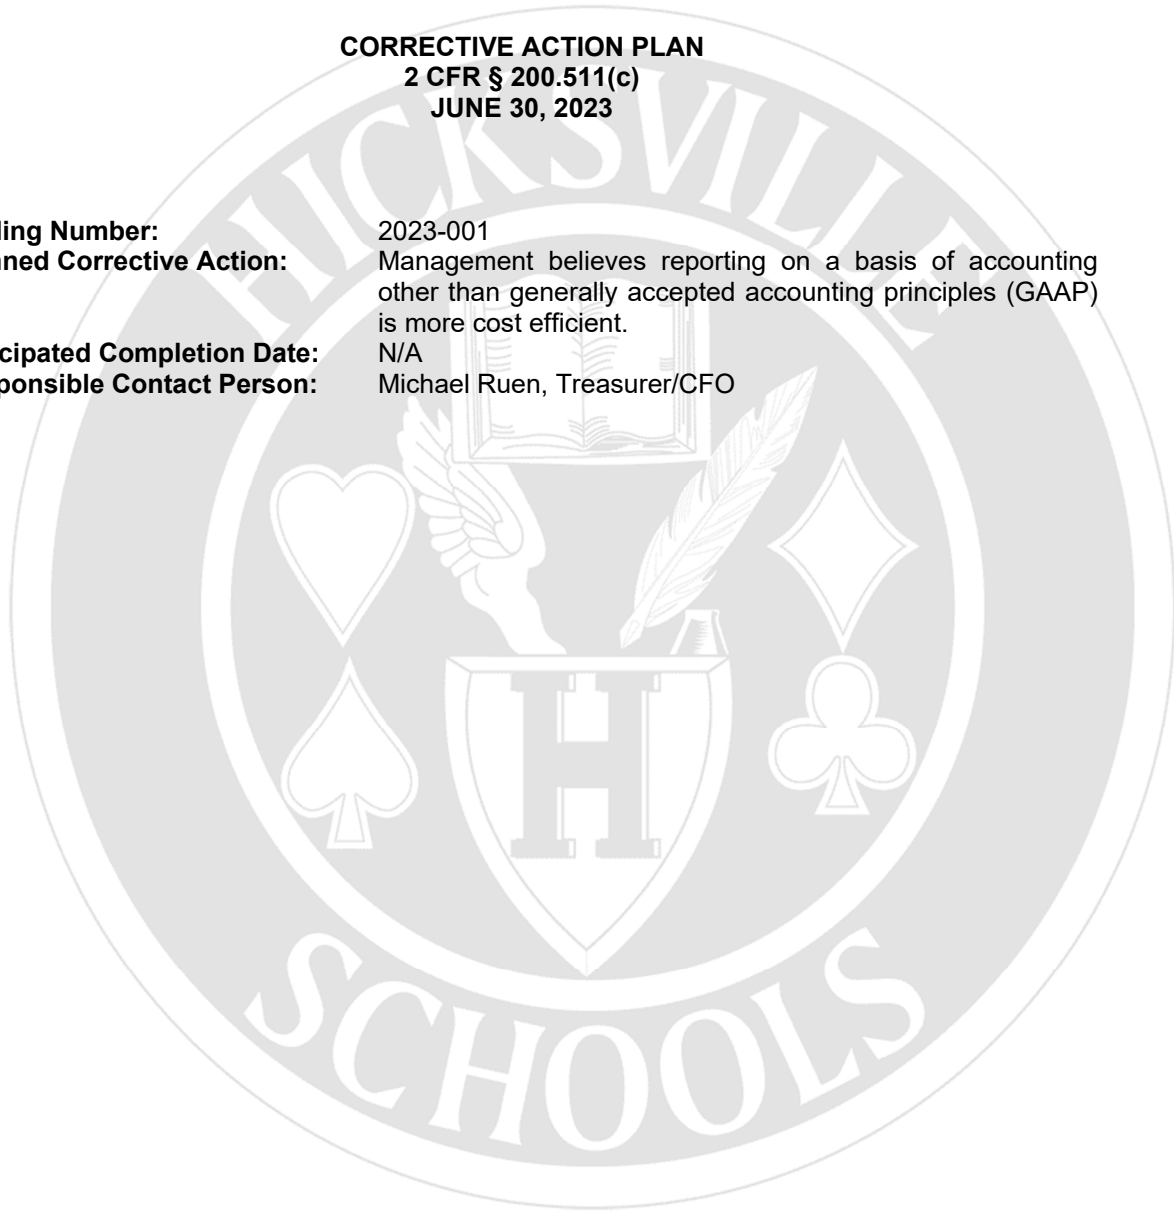 CORRECTIVE ACTION PLAN
2 CFR § 200.511(c)
JUNE 30, 2023
HICKSVILLE
ding Number: 2023-001
nned Corrective Action: Management believes reporting on a basis of accounting
other than generally accepted accounting principles (GAAP)
is more cost efficient.
cipated Completion Date: N/A
ponsible Contact Person: Michael Ruen, Treasurer/CFO
H
SCHOOLS